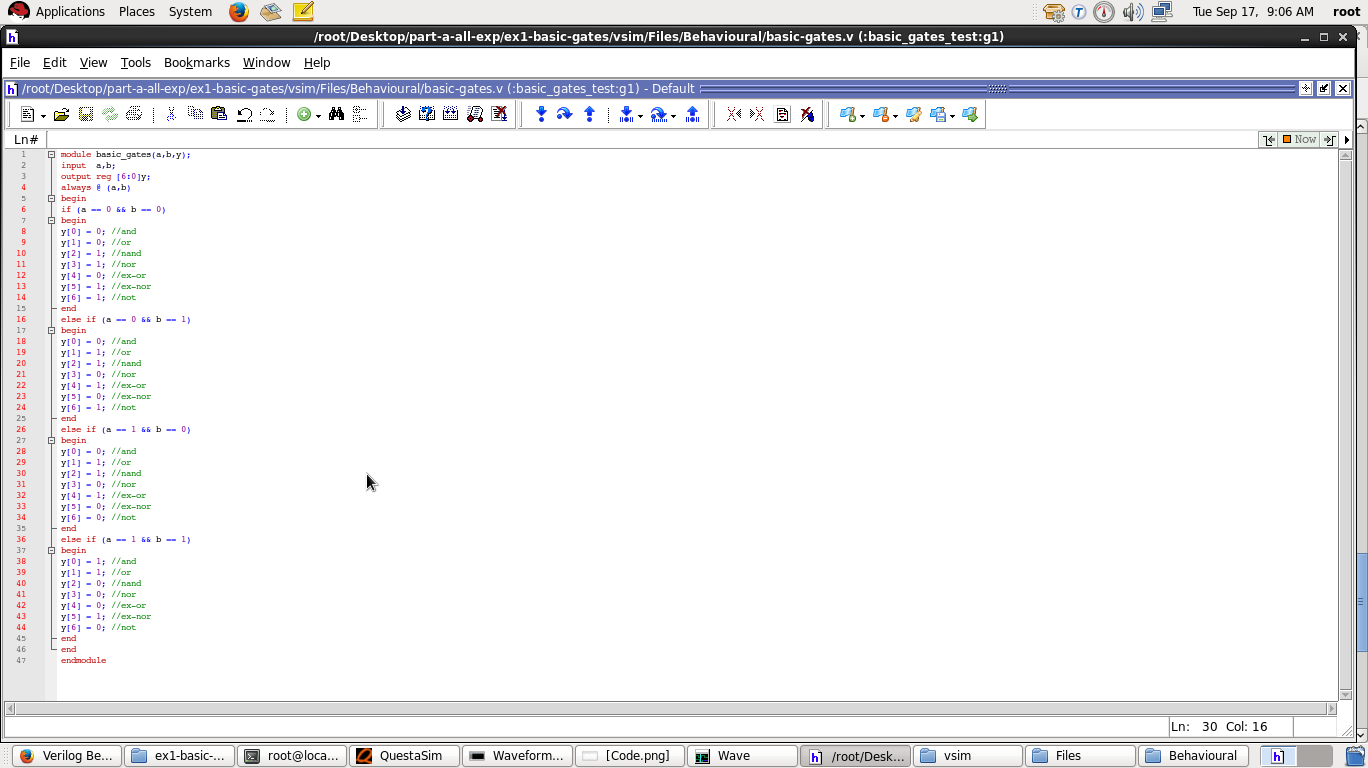 Applications Places System Tue Sep 17, 9:06 AM root
/root/Desktop/part-a-all-exp/ex1-basic-gates/vsim/Files/Behavioural/basic-gates.v (:basic_gates_test:g1)
File Edit View Tools Bookmarks Window Help
/root/Desktop/part-a-all-exp/ex1-basic-gates/vsim/Files/Behavioural/basic-gates.v (:basic_gates_test:g1) - Default
Ln# Now
1 module basic_gates(a,b,y);
2 input  a,b;
3 output reg [6:0]y;
4 always @ (a,b)
5 begin
6 if (a == 0 && b == 0)
7 begin
8 y[0] = 0; //and
9 y[1] = 0; //or
10 y[2] = 1; //nand
11 y[3] = 1; //nor
12 y[4] = 0; //ex-or
13 y[5] = 1; //ex-nor
14 y[6] = 1; //not
15 end
16 else if (a == 0 && b == 1)
17 begin
18 y[0] = 0; //and
19 y[1] = 1; //or
20 y[2] = 1; //nand
21 y[3] = 0; //nor
22 y[4] = 1; //ex-or
23 y[5] = 0; //ex-nor
24 y[6] = 1; //not
25 end
26 else if (a == 1 && b == 0)
27 begin
28 y[0] = 0; //and
29 y[1] = 1; //or
30 y[2] = 1; //nand
31 y[3] = 0; //nor
32 y[4] = 1; //ex-or
33 y[5] = 0; //ex-nor
34 y[6] = 0; //not
35 end
36 else if (a == 1 && b == 1)
37 begin
38 y[0] = 1; //and
39 y[1] = 1; //or
40 y[2] = 0; //nand
41 y[3] = 0; //nor
42 y[4] = 0; //ex-or
43 y[5] = 1; //ex-nor
44 y[6] = 0; //not
45 end
46 end
47 endmodule
Ln: 30 Col: 16
Verilog Be... ex1-basic-... root@loca... QuestaSim Waveform... [Code.png] Wave /root/Desk... vsim Files Behavioural